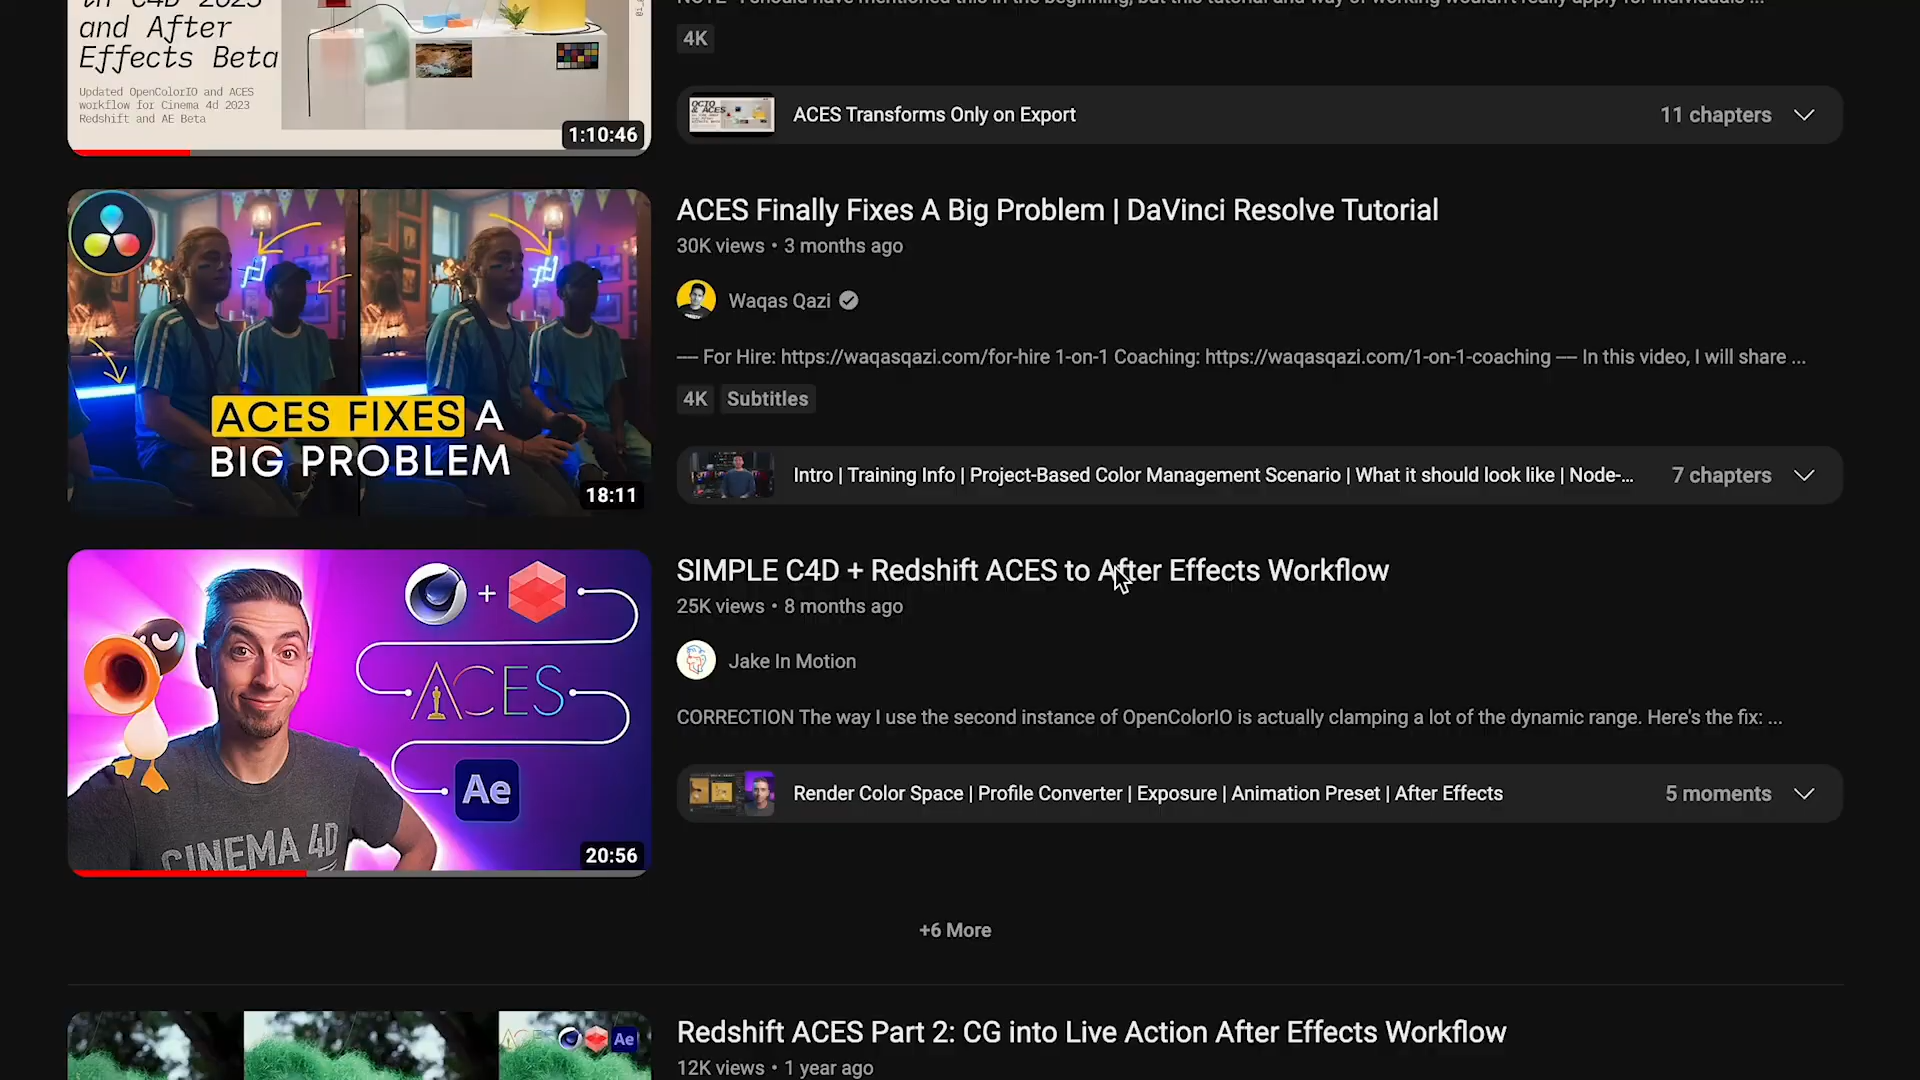 in C4D 2023
and After
Effects Beta
Updated OpenColorIO and ACES
workflow for Cinema 4d 2023
Redshift and AE Beta
1:10:46
4K
OCIO
& ACES
ACES Transforms Only on Export
11 chapters
ACES Finally Fixes A Big Problem | DaVinci Resolve Tutorial
30K views • 3 months ago
Waqas Qazi
— For Hire: https://waqasqazi.com/for-hire 1-on-1 Coaching: https://waqasqazi.com/1-on-1-coaching — In this video, I will share ...
4K
Subtitles
ACES FIXES A
BIG PROBLEM
18:11
Intro | Training Info | Project-Based Color Management Scenario | What it should look like | Node-...
7 chapters
SIMPLE C4D + Redshift ACES to After Effects Workflow
25K views • 8 months ago
Jake In Motion
CORRECTION The way I use the second instance of OpenColorIO is actually clamping a lot of the dynamic range. Here's the fix: ...
+
ACES
Ae
CINEMA 4D
20:56
Render Color Space | Profile Converter | Exposure | Animation Preset | After Effects
5 moments
+6 More
ACES
Ae
Redshift ACES Part 2: CG into Live Action After Effects Workflow
12K views • 1 year ago